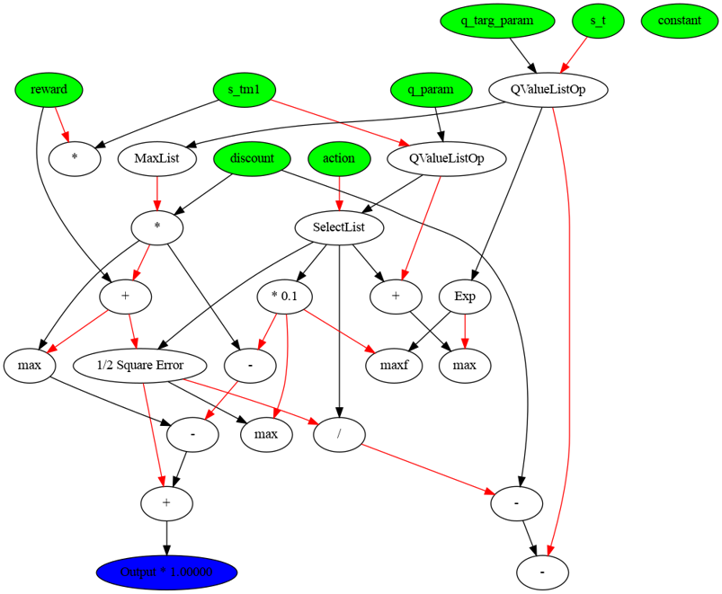 q_targ_param
s_t
constant
reward
s_tm1
q_param
QValueListOp
*
MaxList
discount
action
QValueListOp
*
SelectList
+
* 0.1
+
Exp
max
1/2 Square Error
-
maxf
max
-
max
/
+
-
Output * 1.00000
-